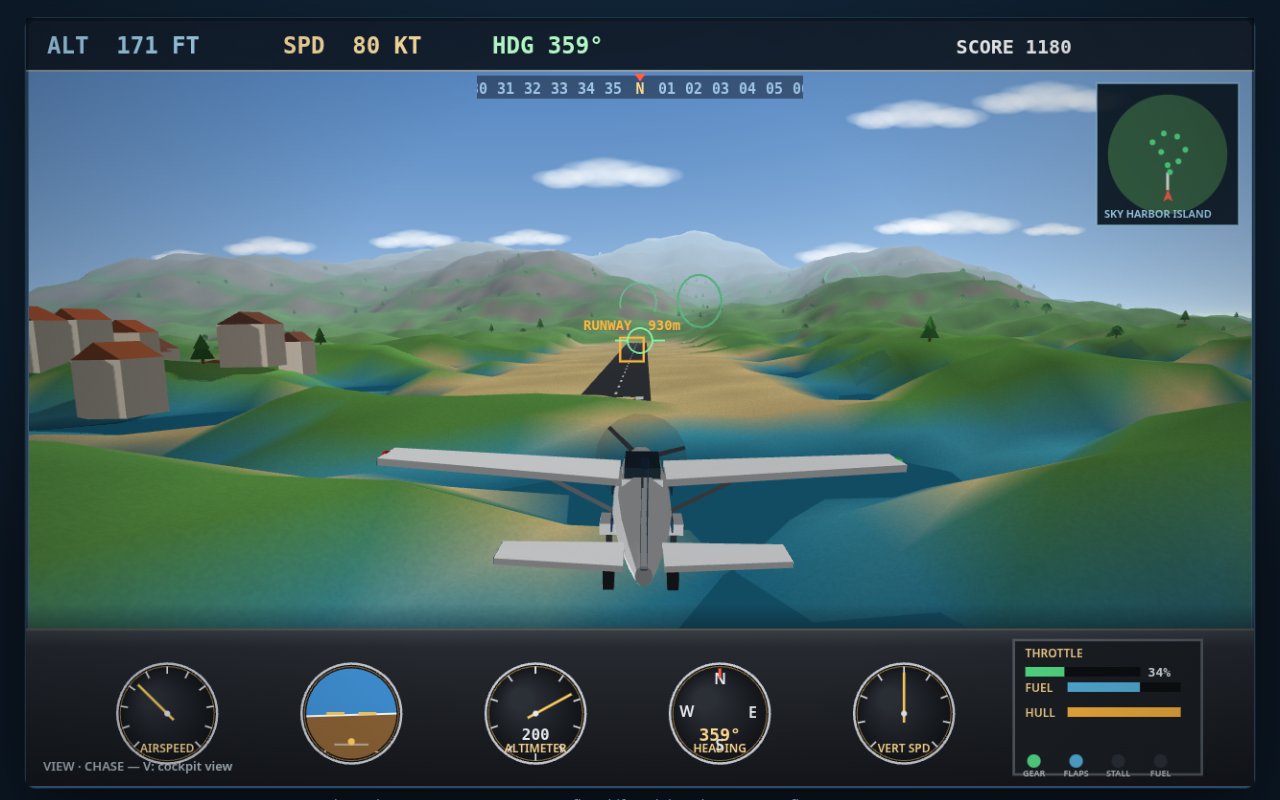 ALT 171 FT SPD 80 KT HDG 359° SCORE 1180
31 32 33 34 35 N 01 02 03 04 05
SKY HARBOR ISLAND
RUNWAY 930m
THROTTLE
34%
FUEL
HULL
AIRSPEED
200
ALTIMETER
N
W E
S
359°
HEADING
VERT SPD
GEAR FLAPS STALL FUEL
VIEW · CHASE — V: cockpit view